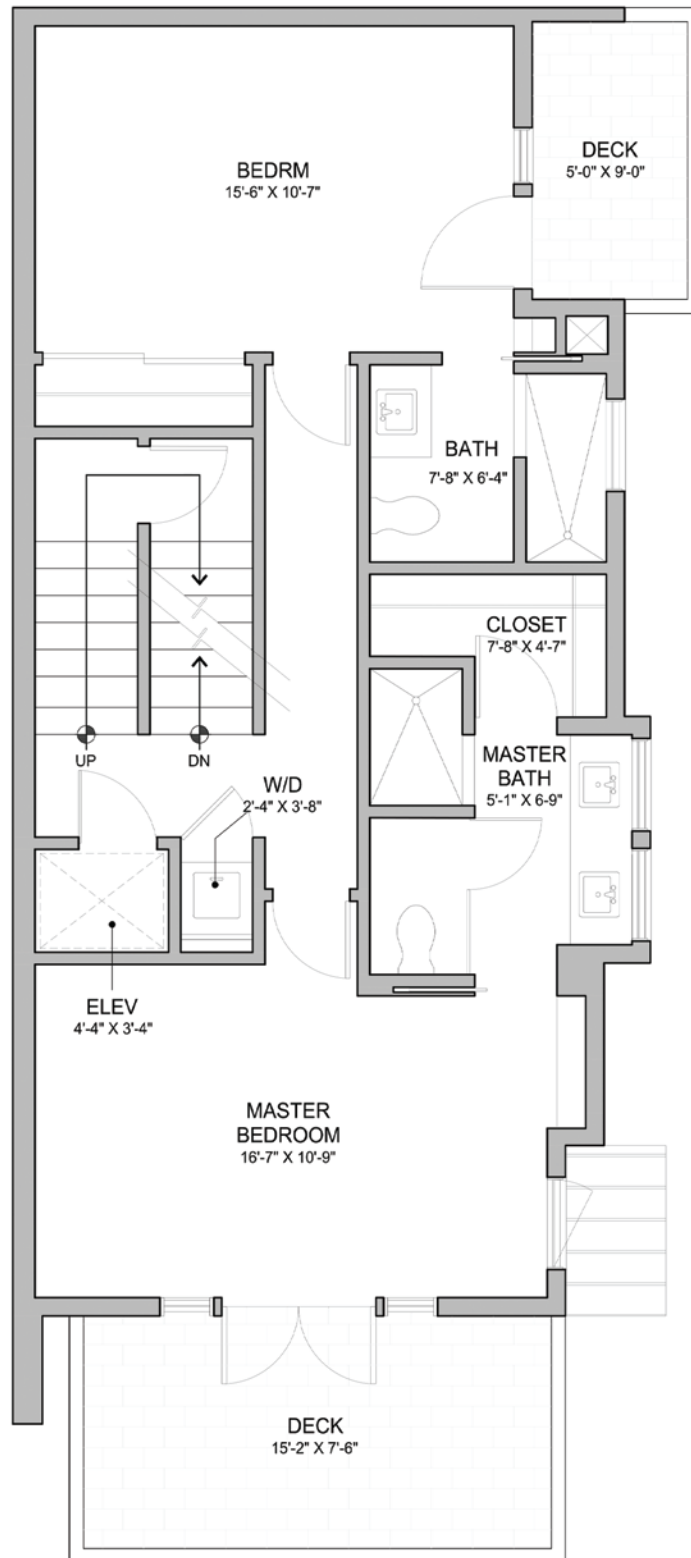 BEDRM
15'-6" X 10'-7"
DECK
5'-0" X 9'-0"
BATH
7'-8" X 6'-4"
CLOSET
7'-8" X 4'-7"
UP
DN
MASTER
BATH
5'-1" X 6-9"
W/D
2'-4" X 3'-8"
ELEV
4'-4" X 3'-4"
MASTER
BEDROOM
16'-7" X 10'-9"
DECK
15'-2" X 7'-6"